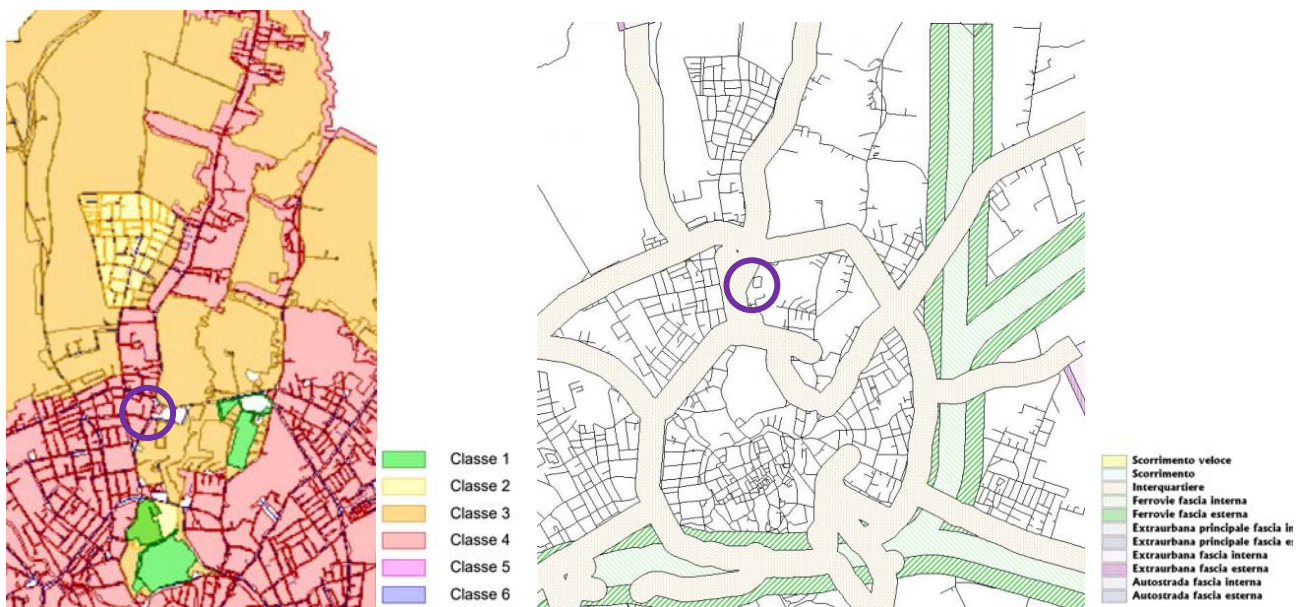 Classe 1
Classe 2
Classe 3
Classe 4
Classe 5
Classe 6
Scorrimento veloce
Scorrimento
Interquartiere
Ferrovie fascia interna
Ferrovie fascia esterna
Extraurbana principale fascia in
Extraurbana principale fascia es
Extraurbana fascia interna
Extraurbana fascia esterna
Autostrada fascia interna
Autostrada fascia esterna